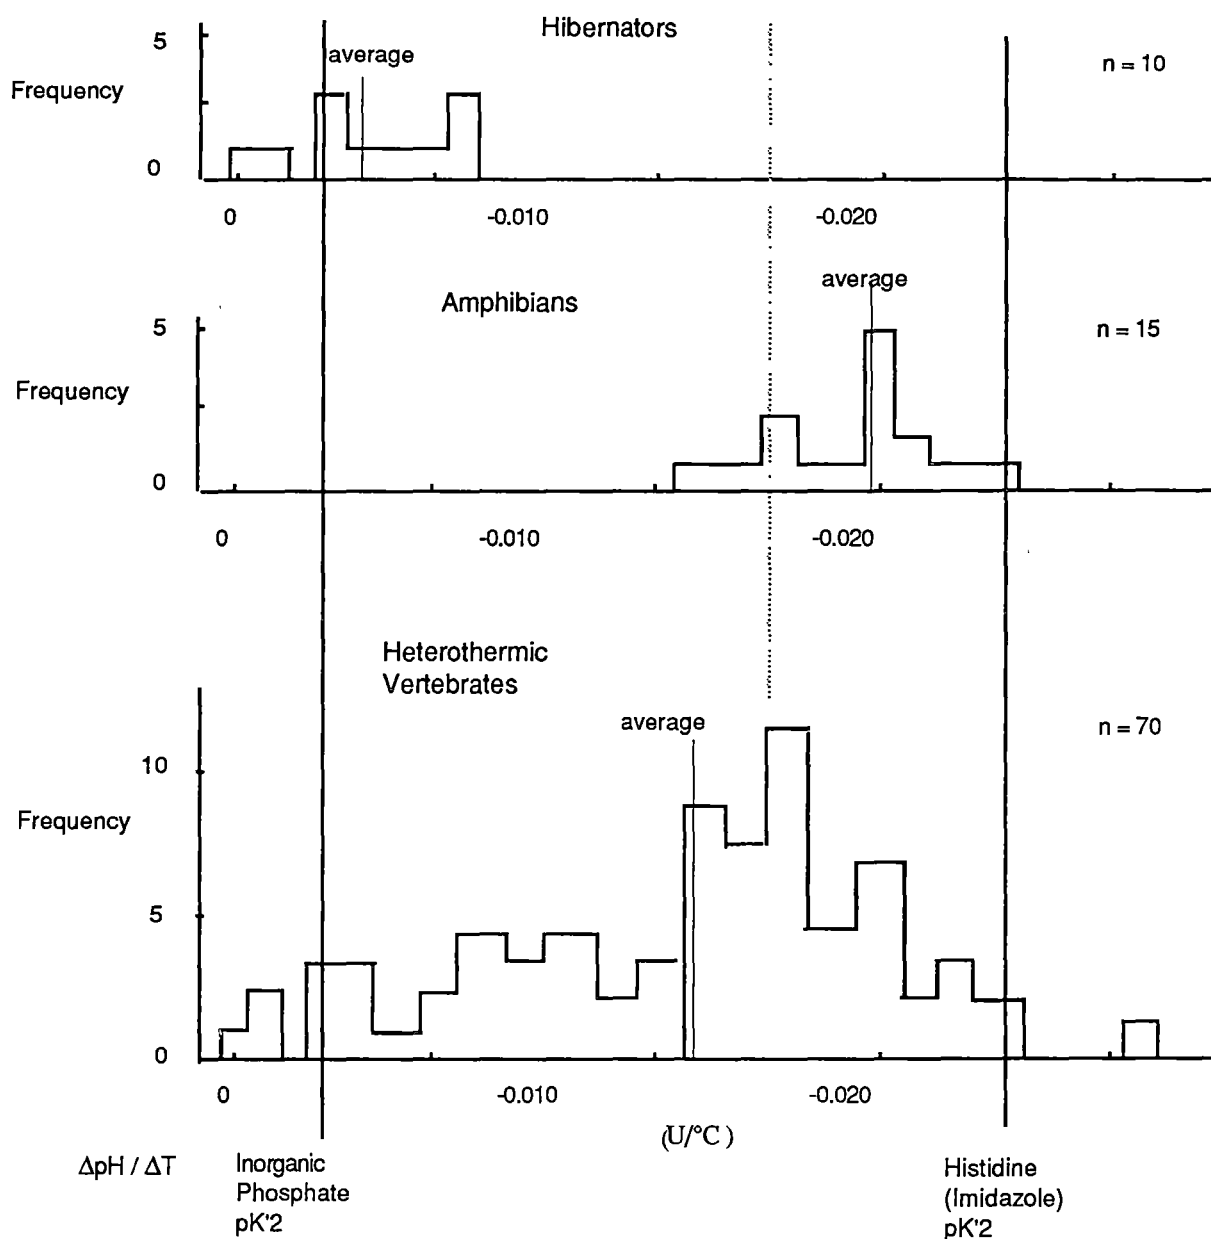 Hibernators
5
average
n = 10
Frequency
0
0
-0.010
-0.020
average
Amphibians
5
n = 15
Frequency
0
0
-0.010
-0.020
Heterothermic
Vertebrates
average
n = 70
10
Frequency
5
0
0
-0.010
-0.020
(U/°C )
ΔpH / ΔT
Inorganic
Phosphate
pK'2
Histidine
(Imidazole)
pK'2